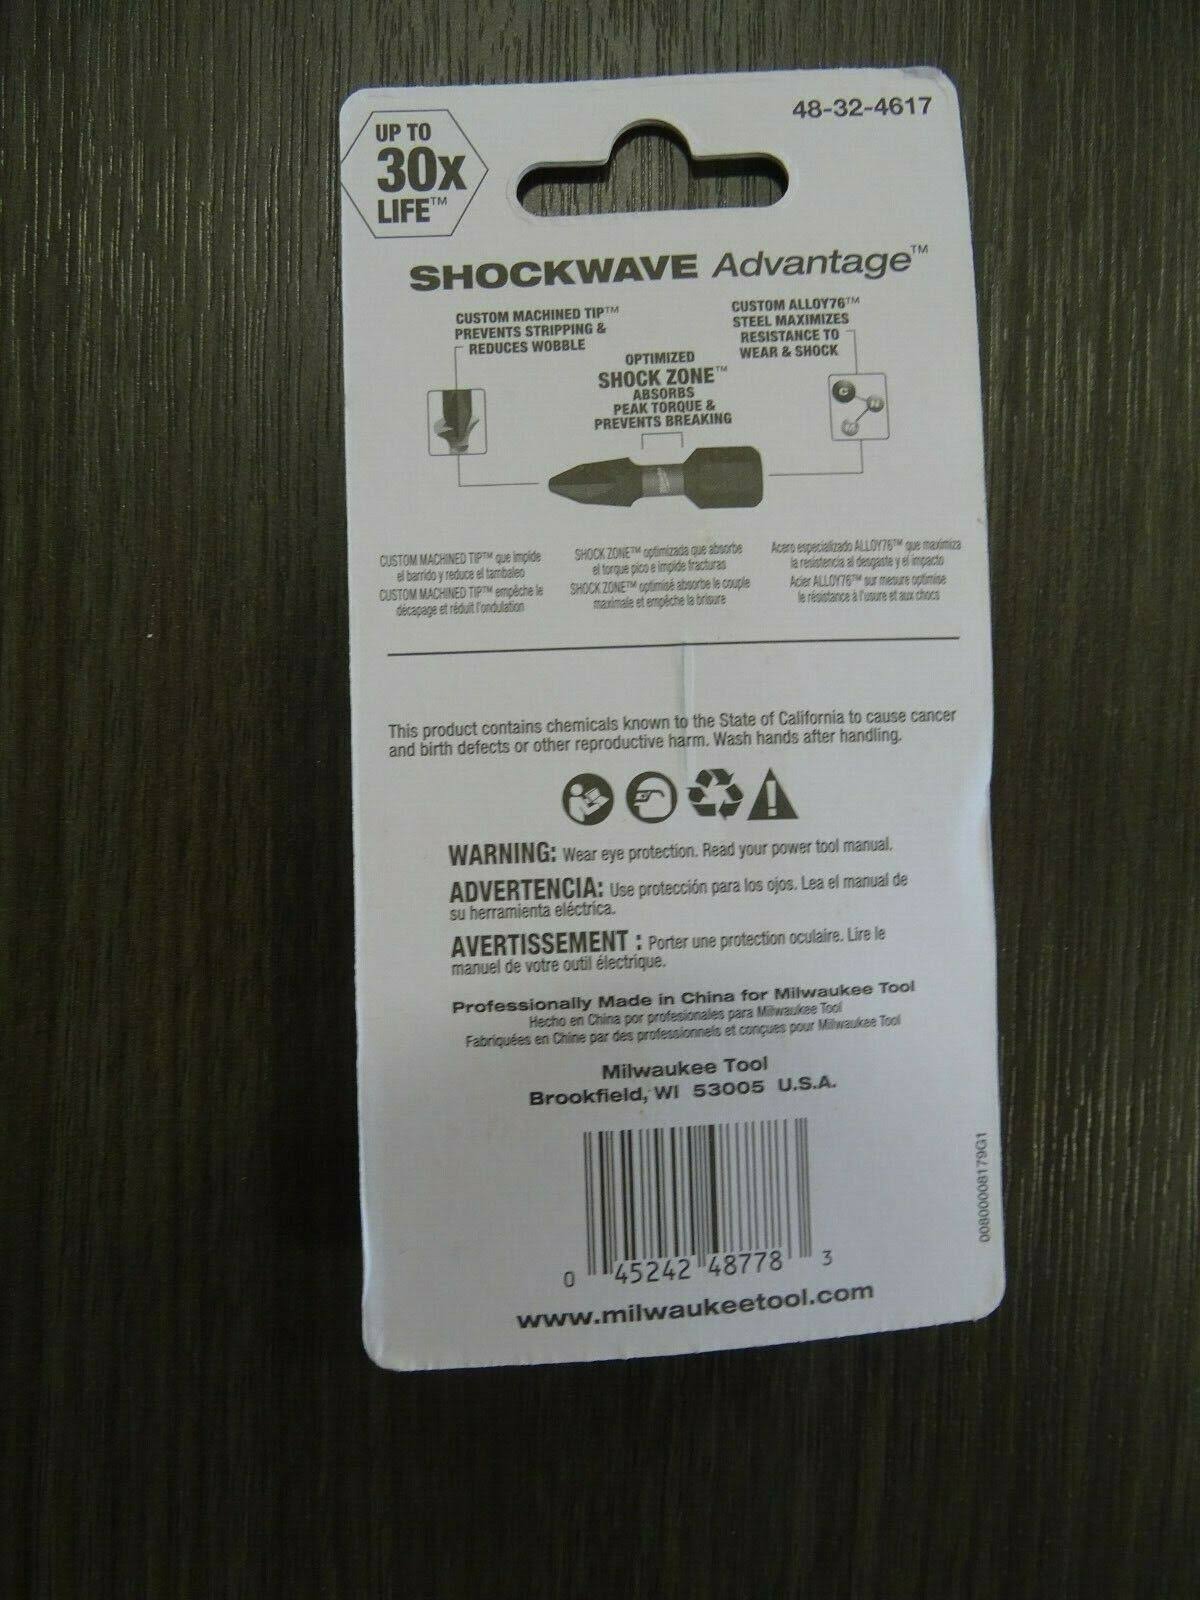 48-32-4617
UP TO
30x
LIFE™
SHOCKWAVE Advantage™
CUSTOM MACHINED TIP™
PREVENTS STRIPPING &
REDUCES WOBBLE
OPTIMIZED
SHOCK ZONE™
ABSORBS
PEAK TORQUE &
PREVENTS BREAKING
CUSTOM ALLOY76™
STEEL MAXIMIZES
RESISTANCE TO
WEAR & SHOCK
CUSTOM MACHINED TIP™ que impide
el barrido y reduce el tambaleo
CUSTOM MACHINED TIP™ empêche le
décapage et réduit l'ondulation
SHOCK ZONE™ optimizada que absorbe
el torque pico e impide fracturas
SHOCK ZONE™ optimisé absorbe le couple
maximale et empêche la brisure
Acero especializado ALLOY76™ que maximiza
la resistencia al desgaste y el impacto
Acier ALLOY76™ sur mesure optimise
le résistance à l'usure et aux chocs
This product contains chemicals known to the State of California to cause cancer
and birth defects or other reproductive harm. Wash hands after handling.
WARNING: Wear eye protection. Read your power tool manual.
ADVERTENCIA: Use protección para los ojos. Lea el manual de
su herramienta eléctrica.
AVERTISSEMENT : Porter une protection oculaire. Lire le
manuel de votre outil électrique.
Professionally Made in China for Milwaukee Tool
Hecho en China por profesionales para Milwaukee Tool
Fabriquées en Chine par des professionnels et conçues pour Milwaukee Tool
Milwaukee Tool
Brookfield, WI 53005 U.S.A.
0 45242 48778 3
www.milwaukeetool.com
00800008179G1